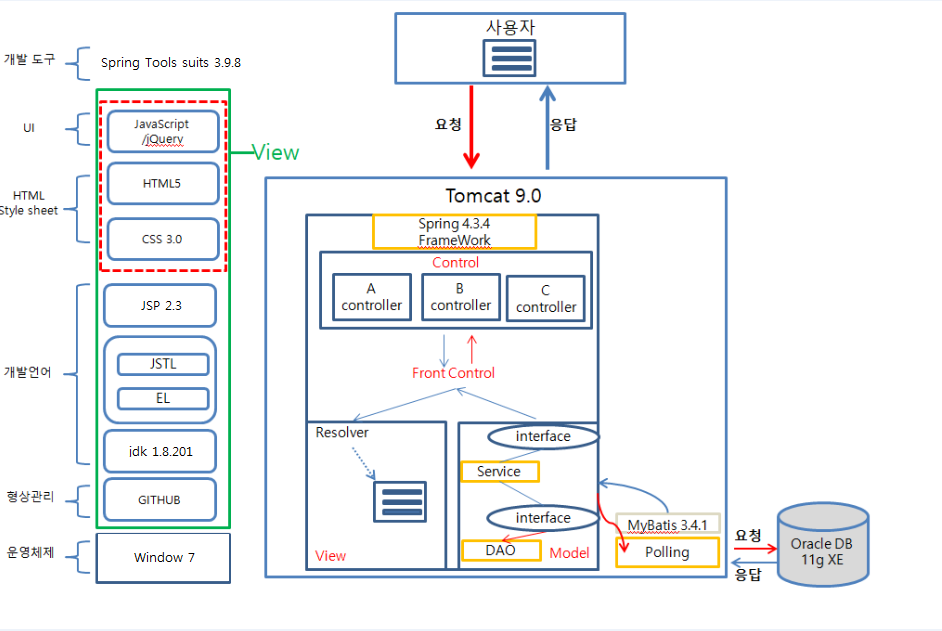 개발 도구
Spring Tools suits 3.9.8
UI
JavaScript
/jQuery
View
HTML
Style sheet
HTML5
CSS 3.0
개발언어
JSP 2.3
JSTL
EL
jdk 1.8.201
형상관리
GITHUB
운영체제
Window 7
사용자
요청
응답
Tomcat 9.0
Spring 4.3.4
FrameWork
Control
A
controller
B
controller
C
controller
Front Control
Resolver
View
interface
Service
interface
DAO
Model
MyBatis 3.4.1
Polling
요청
응답
Oracle DB
11g XE